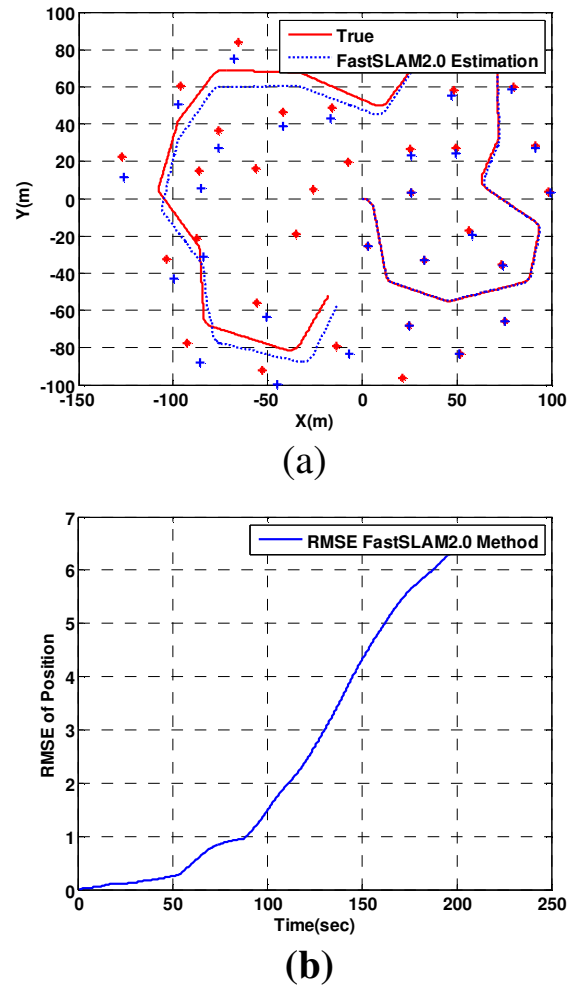 100
80
60
40
20
0
-20
-40
-60
-80
-100
Y(m)
True
FastSLAM2.0 Estimation
-150 -100 -50 0 50 100
X(m)
(a)
7
6
5
4
3
2
1
0
RMSE of Position
RMSE FastSLAM2.0 Method
0 50 100 150 200 250
Time(sec)
(b)